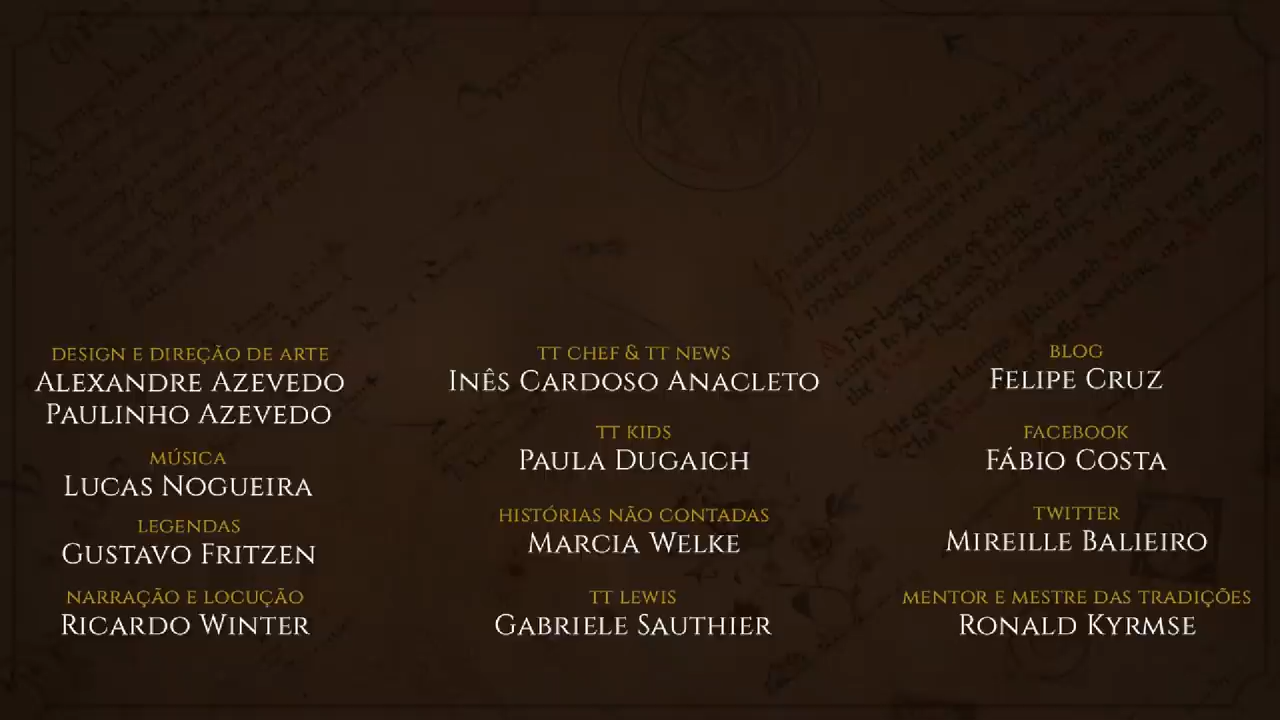 DESIGN E DIREÇÃO DE ARTE
ALEXANDRE AZEVEDO
PAULINHO AZEVEDO
MÚSICA
LUCAS NOGUEIRA
LEGENDAS
GUSTAVO FRITZEN
NARRAÇÃO E LOCUÇÃO
RICARDO WINTER
TT CHEF & TT NEWS
INÊS CARDOSO ANACLETO
TT KIDS
PAULA DUGAICH
HISTÓRIAS NÃO CONTADAS
MARCIA WELKE
TT LEWIS
GABRIELE SAUTHIER
BLOG
FELIPE CRUZ
FACEBOOK
FÁBIO COSTA
TWITTER
MIREILLE BALIEIRO
MENTOR E MESTRE DAS TRADIÇÕES
RONALD KYRMSE